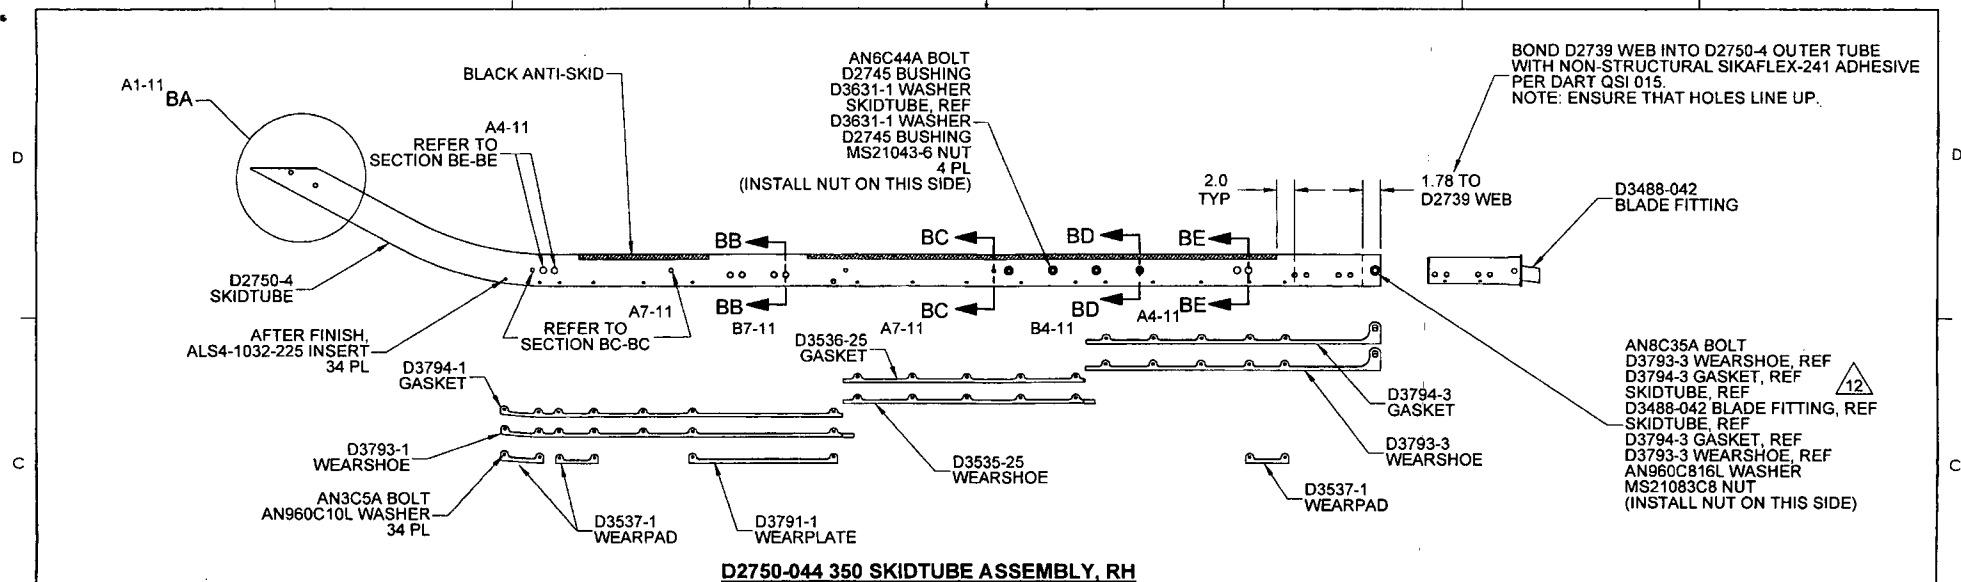 A1-11
BA
BLACK ANTI-SKID
A4-11
REFER TO
SECTION BE-BE
AN6C44A BOLT
D2745 BUSHING
D3631-1 WASHER
SKIDTUBE, REF
D3631-1 WASHER
D2745 BUSHING
MS21043-6 NUT
4 PL
(INSTALL NUT ON THIS SIDE)
BOND D2739 WEB INTO D2750-4 OUTER TUBE
WITH NON-STRUCTURAL SIKAFLEX-241 ADHESIVE
PER DART QSI 015.
NOTE: ENSURE THAT HOLES LINE UP.
D
D
2.0
TYP
1.78 TO
D2739 WEB
D3488-042
BLADE FITTING
BB
BC
BD
BE
D2750-4
SKIDTUBE
BB
BC
BD
BE
A7-11
B7-11
A7-11
B4-11
A4-11
REFER TO
SECTION BC-BC
AFTER FINISH,
ALS4-1032-225 INSERT
34 PL
D3794-1
GASKET
D3536-25
GASKET
D3794-3
GASKET
AN8C35A BOLT
D3793-3 WEARSHOE, REF
D3794-3 GASKET, REF
SKIDTUBE, REF
D3488-042 BLADE FITTING, REF
SKIDTUBE, REF
D3794-3 GASKET, REF
D3793-3 WEARSHOE, REF
AN960C816L WASHER
MS21083C8 NUT
(INSTALL NUT ON THIS SIDE)
12
D3793-1
WEARSHOE
D3535-25
WEARSHOE
D3793-3
WEARSHOE
C
C
AN3C5A BOLT
AN960C10L WASHER
34 PL
D3537-1
WEARPAD
D3791-1
WEARPLATE
D3537-1
WEARPAD
D2750-044 350 SKIDTUBE ASSEMBLY, RH